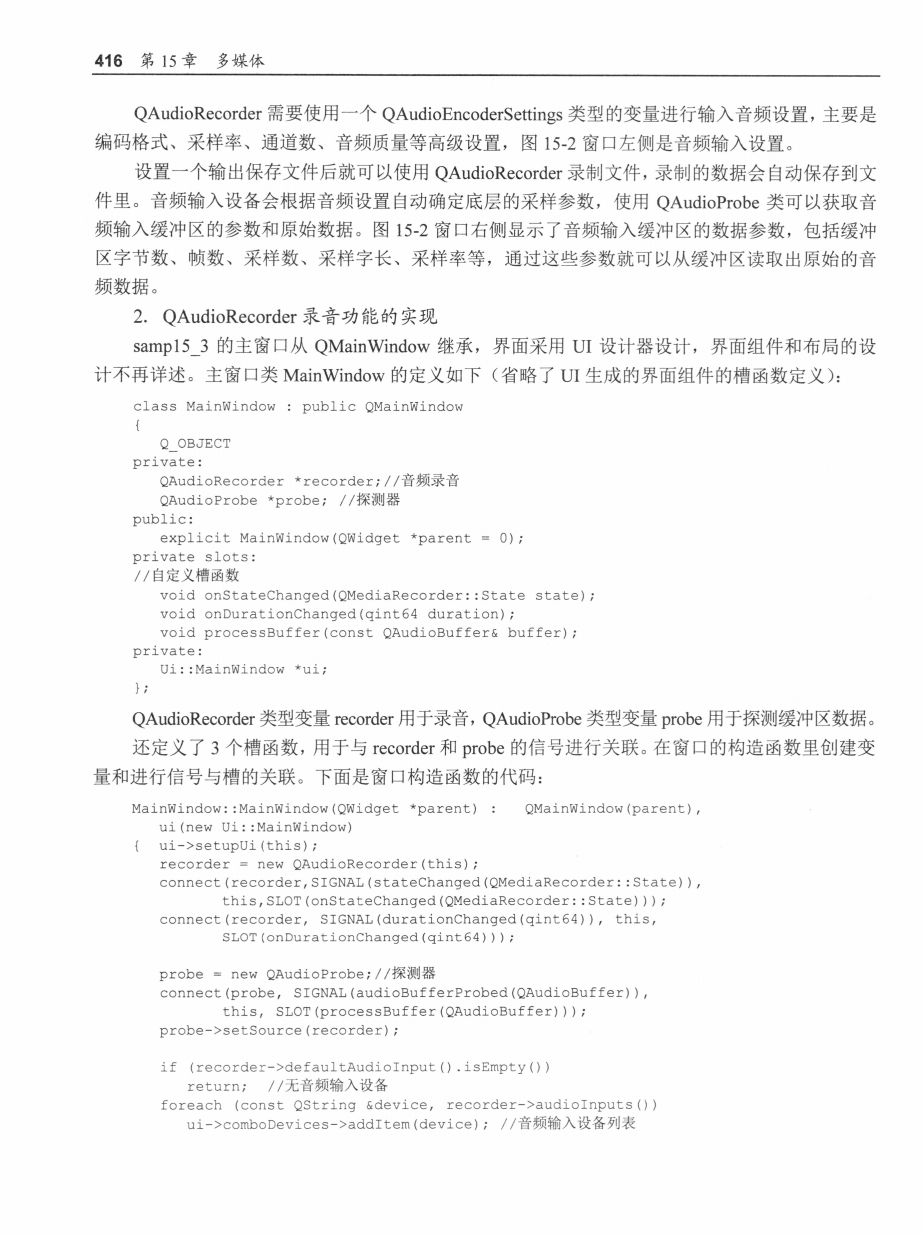 416 第 15 章 多媒体
QAudioRecorder 需要使用一个 QAudioEncoderSettings 类型的变量进行输入音频设置，主要是
编码格式、采样率、通道数、音频质量等高级设置，图 15-2 窗口左侧是音频输入设置。
设置一个输出保存文件后就可以使用 QAudioRecorder 录制文件，录制的数据会自动保存到文
件里。音频输入设备会根据音频设置自动确定底层的采样参数，使用 QAudioProbe 类可以获取音
频输入缓冲区的参数和原始数据。图 15-2 窗口右侧显示了音频输入缓冲区的数据参数，包括缓冲
区字节数、帧数、采样数、采样字长、采样率等，通过这些参数就可以从缓冲区读取出原始的音
频数据。
2．QAudioRecorder 录音功能的实现
samp15_3 的主窗口从 QMainWindow 继承，界面采用 UI 设计器设计，界面组件和布局的设
计不再详述。主窗口类 MainWindow 的定义如下（省略了 UI 生成的界面组件的槽函数定义）：
class MainWindow : public QMainWindow
{
Q_OBJECT
private:
QAudioRecorder *recorder;//音频录音
QAudioProbe *probe; //探测器
public:
explicit MainWindow(QWidget *parent = 0);
private slots:
//自定义槽函数
void onStateChanged(QMediaRecorder::State state);
void onDurationChanged(qint64 duration);
void processBuffer(const QAudioBuffer& buffer);
private:
Ui::MainWindow *ui;
};
QAudioRecorder 类型变量 recorder 用于录音，QAudioProbe 类型变量 probe 用于探测缓冲区数据。
还定义了 3 个槽函数，用于与 recorder 和 probe 的信号进行关联。在窗口的构造函数里创建变
量和进行信号与槽的关联。下面是窗口构造函数的代码：
MainWindow::MainWindow(QWidget *parent) : QMainWindow(parent),
ui(new Ui::MainWindow)
{ ui->setupUi(this);
recorder = new QAudioRecorder(this);
connect(recorder,SIGNAL(stateChanged(QMediaRecorder::State)),
this,SLOT(onStateChanged(QMediaRecorder::State)));
connect(recorder, SIGNAL(durationChanged(qint64)), this,
SLOT(onDurationChanged(qint64)));
probe = new QAudioProbe;//探测器
connect(probe, SIGNAL(audioBufferProbed(QAudioBuffer)),
this, SLOT(processBuffer(QAudioBuffer)));
probe->setSource(recorder);
if (recorder->defaultAudioInput().isEmpty())
return; //无音频输入设备
foreach (const QString &device, recorder->audioInputs())
ui->comboDevices->addItem(device); //音频输入设备列表